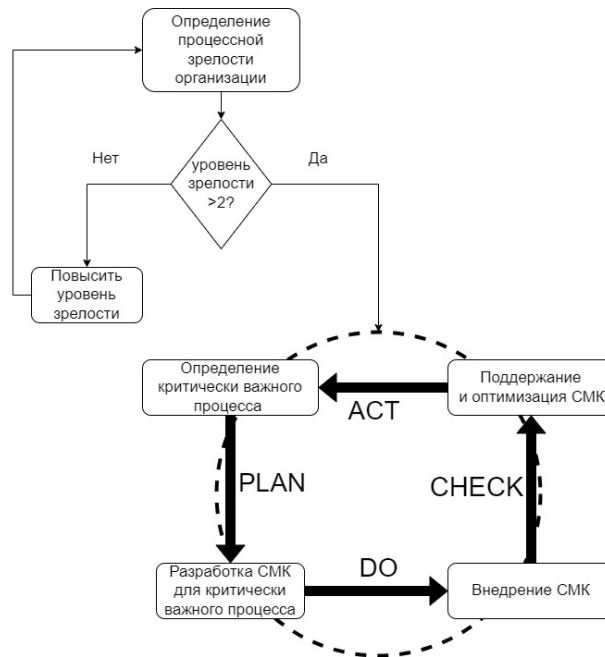 Определение
процессной
зрелости
организации
Нет
уровень
зрелости
>2?
Да
Повысить
уровень
зрелости
Определение
критически важного
процесса
ACT
Поддержание
и оптимизация СМК
PLAN
CHECK
Разработка СМК
для критически
важного процесса
DO
Внедрение СМК